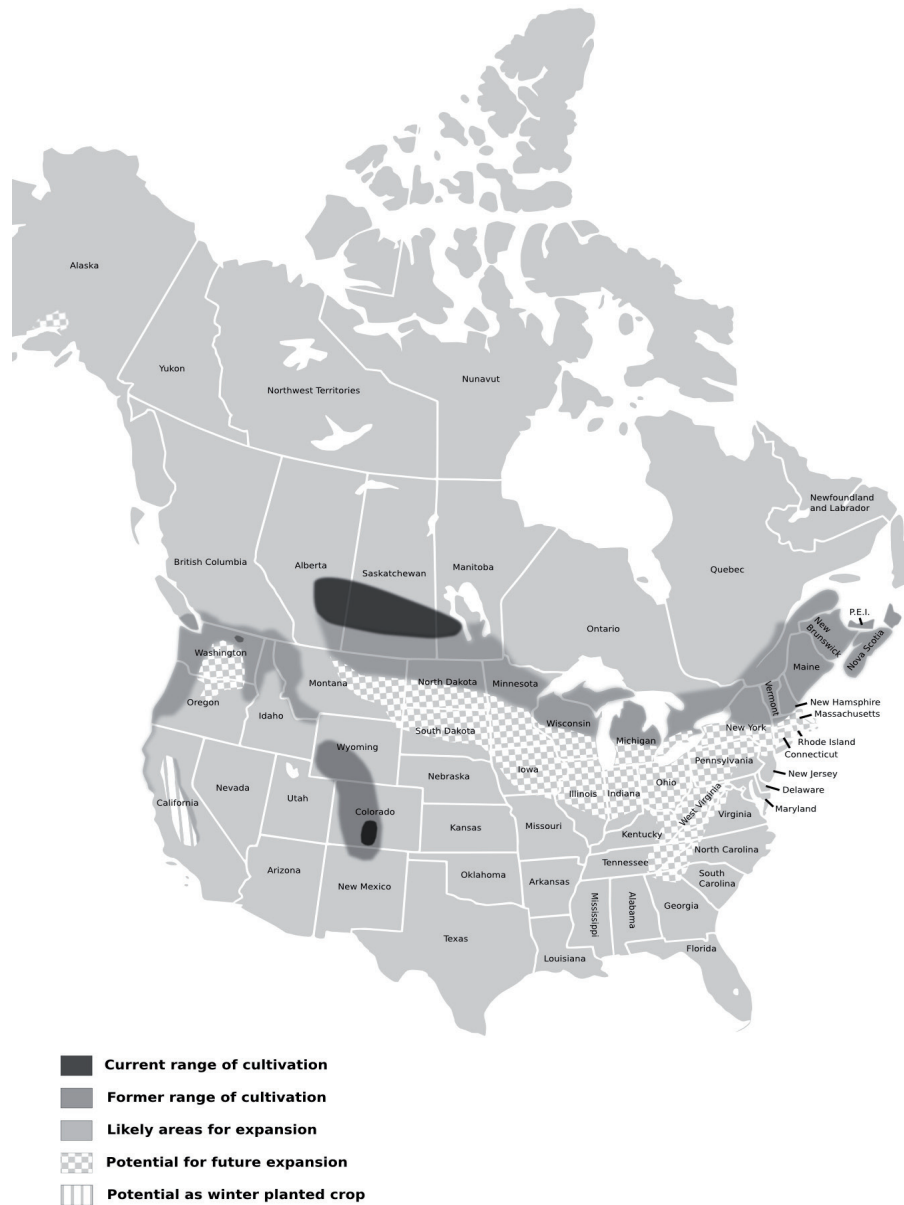 Alaska
Yukon
Northwest Territories
Nunavut
Newfoundland
and Labrador
British Columbia
Alberta
Saskatchewan
Manitoba
Quebec
Ontario
P.E.I.
New
Brunswick
Nova Scotia
Maine
Washington
Montana
North Dakota
Minnesota
Vermont
New Hampshire
Massachusetts
Oregon
Idaho
Wisconsin
Michigan
New York
Rhode Island
Connecticut
South Dakota
Wyoming
Iowa
Pennsylvania
New Jersey
Nebraska
Ohio
Delaware
California
Nevada
Utah
Colorado
Illinois
Indiana
West Virginia
Maryland
Virginia
Kansas
Missouri
Kentucky
North Carolina
Arizona
New Mexico
Oklahoma
Arkansas
Tennessee
South
Carolina
Mississippi
Alabama
Georgia
Texas
Louisiana
Florida
Current range of cultivation
Former range of cultivation
Likely areas for expansion
Potential for future expansion
Potential as winter planted crop